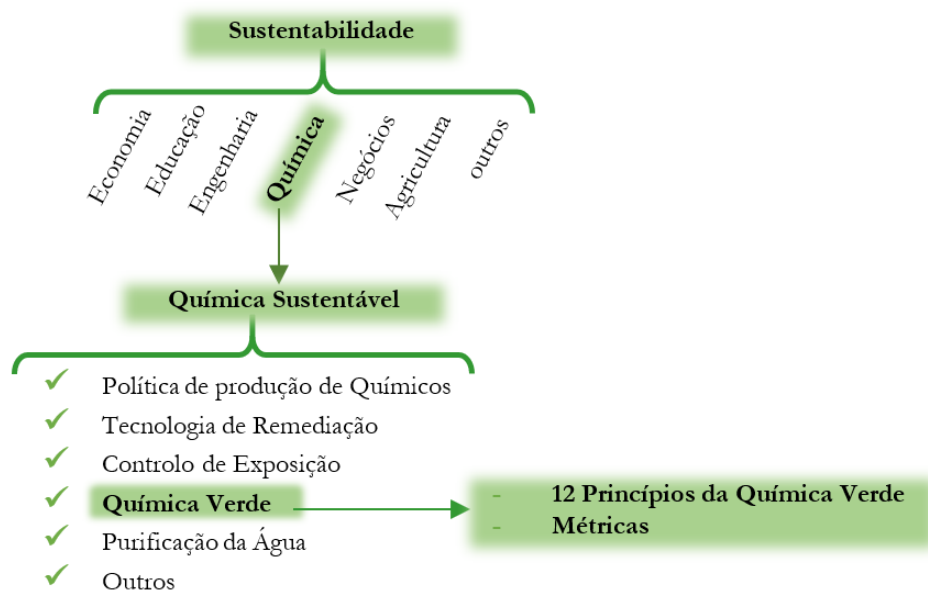 Sustentabilidade
Economia
Educação
Engenharia
Química
Negócios
Agricultura
outros
Química Sustentável
✓ Política de produção de Químicos
✓ Tecnologia de Remediação
✓ Controlo de Exposição
✓ Química Verde
- 12 Princípios da Química Verde
- Métricas
✓ Purificação da Água
✓ Outros